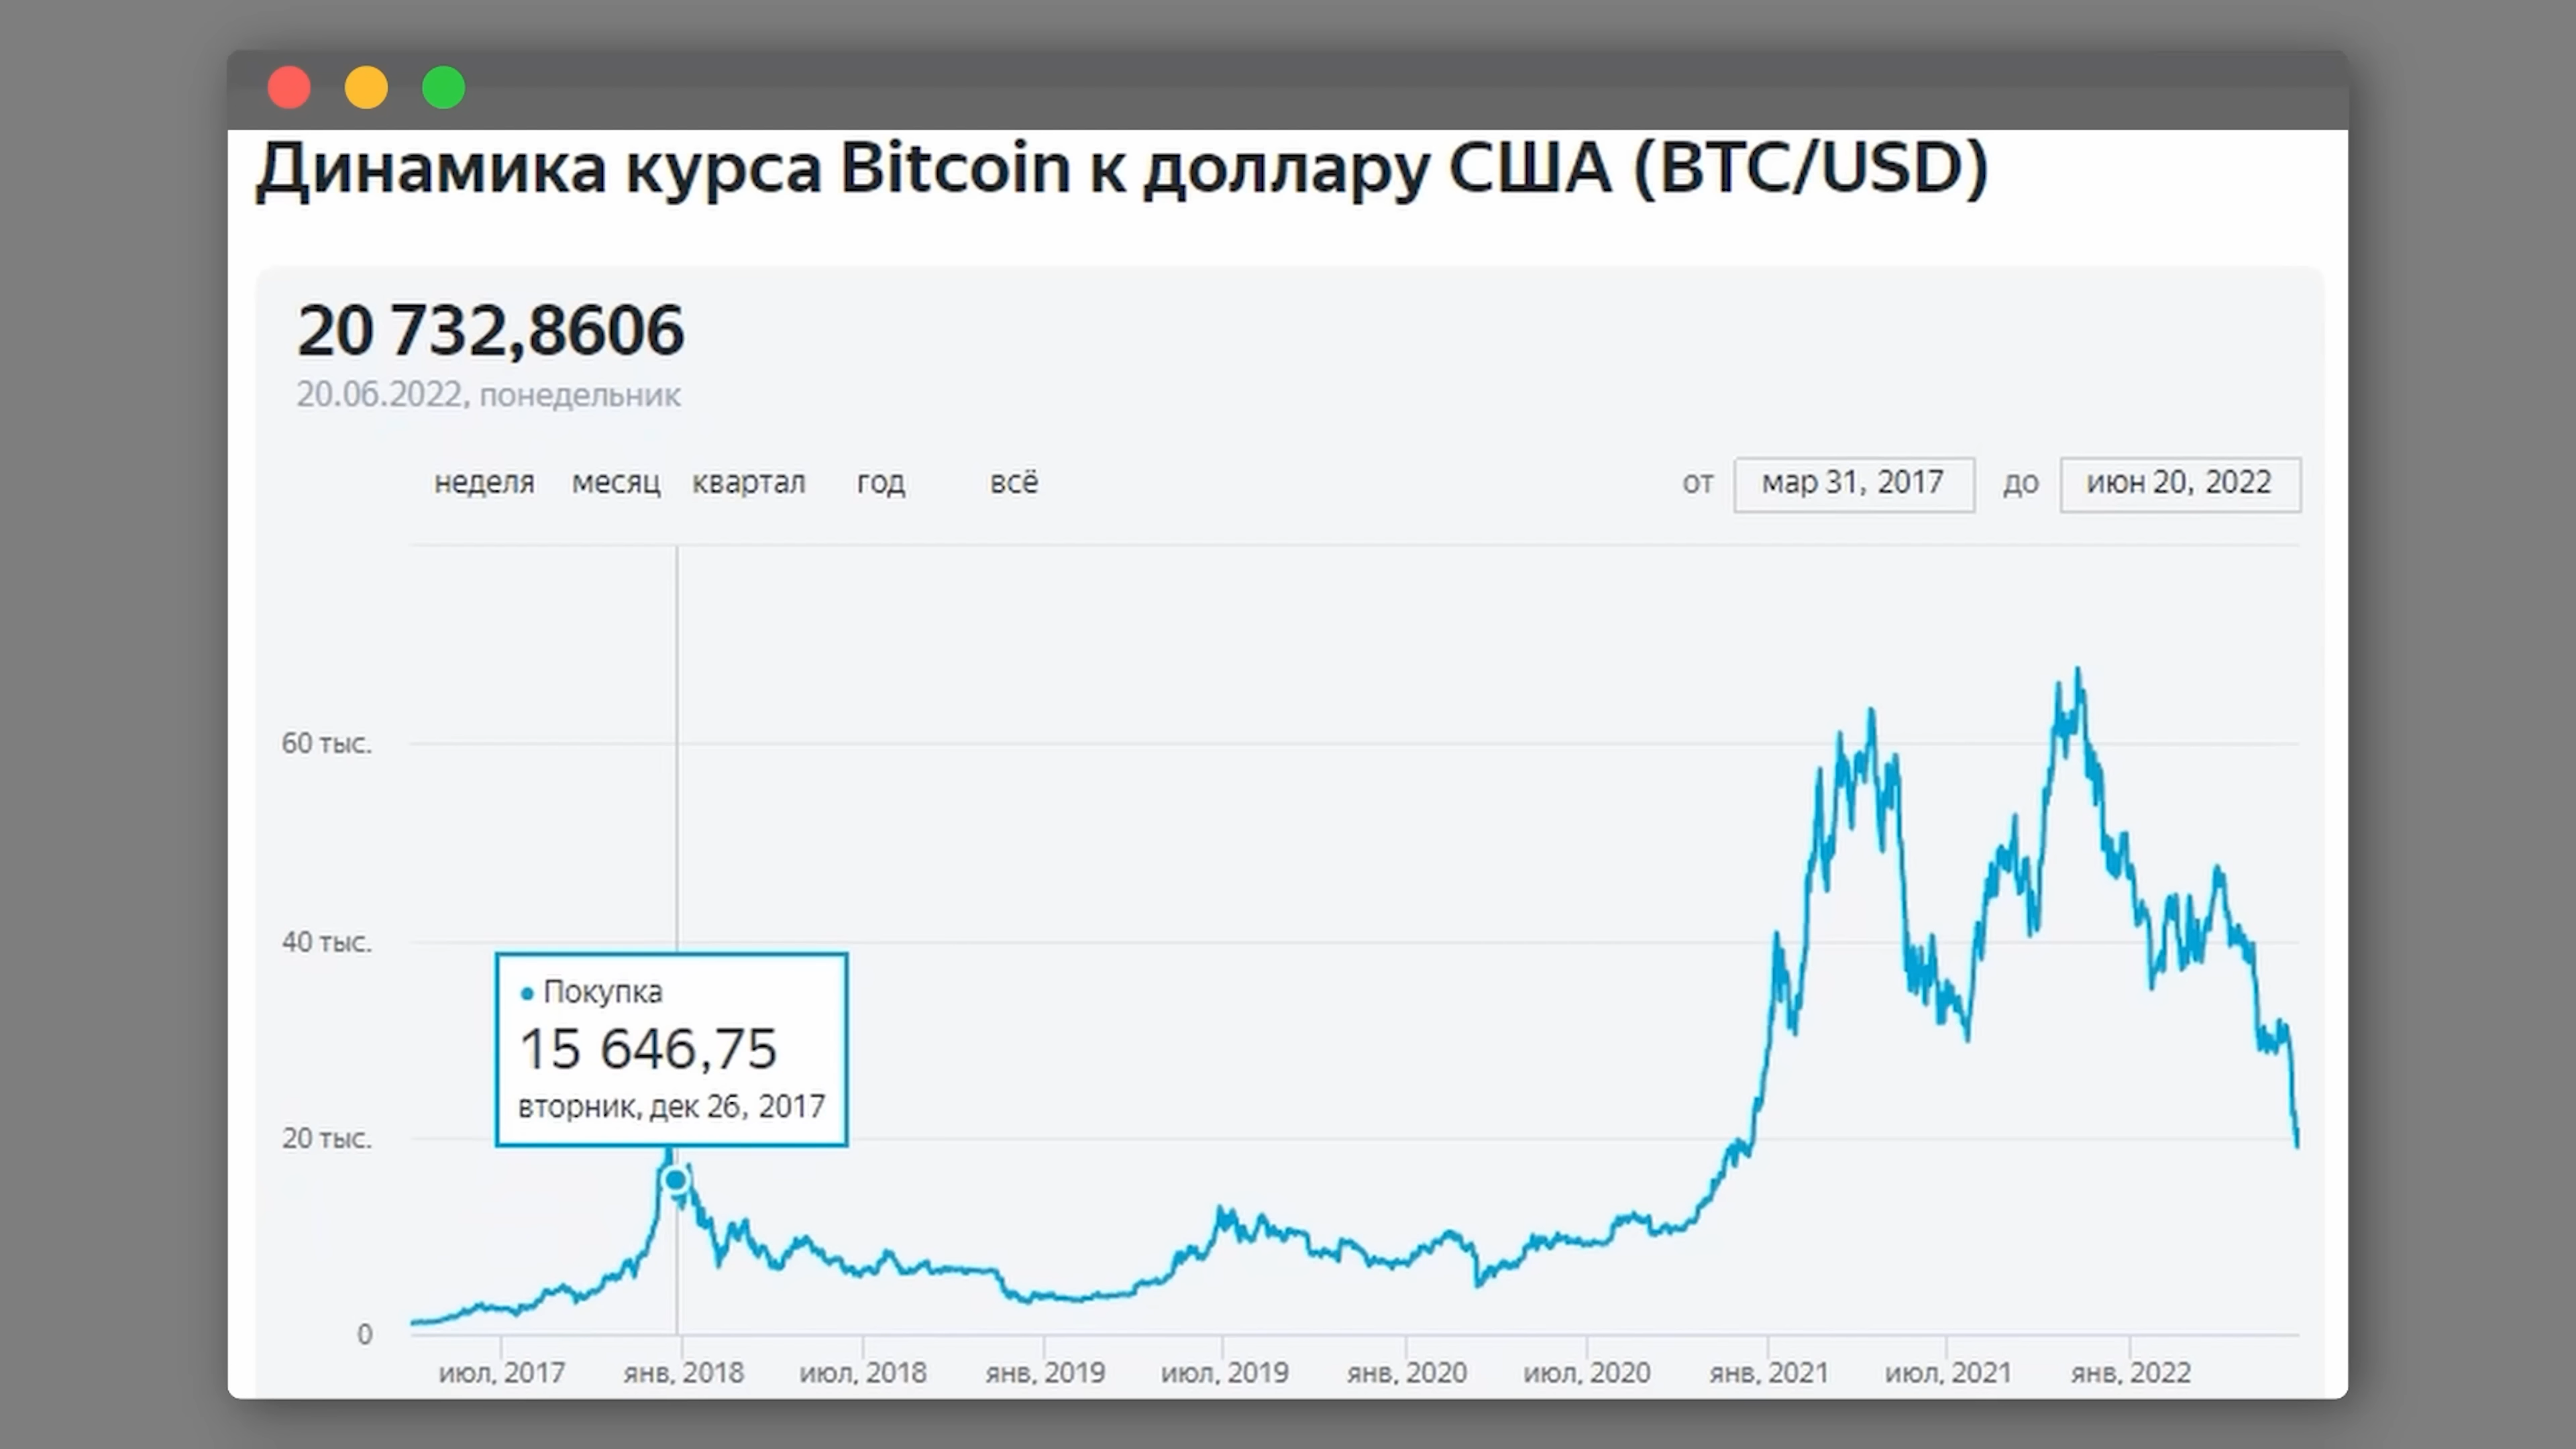 Динамика курса Bitcoin к доллару США (BTC/USD)
20 732,8606
20.06.2022, понедельник
неделя месяц квартал год всё от мар 31, 2017 до июн 20, 2022
60 тыс.
40 тыс.
• Покупка
15 646,75
вторник, дек 26, 2017
20 тыс.
0
июл, 2017 янв, 2018 июл, 2018 янв, 2019 июл, 2019 янв, 2020 июл, 2020 янв, 2021 июл, 2021 янв, 2022